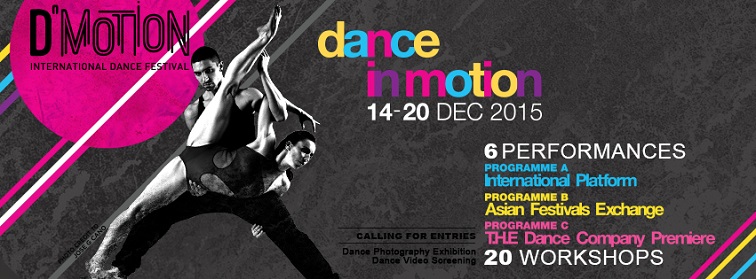 D'MOTION
INTERNATIONAL DANCE FESTIVAL
dance
in motion
14-20 DEC 2015
6 PERFORMANCES
PROGRAMME A
International Platform
PROGRAMME B
Asian Festivals Exchange
PROGRAMME C
T.H.E Dance Company Premiere
20 WORKSHOPS
CALLING FOR ENTRIES
Dance Photography Exhibition
Dance Video Screening